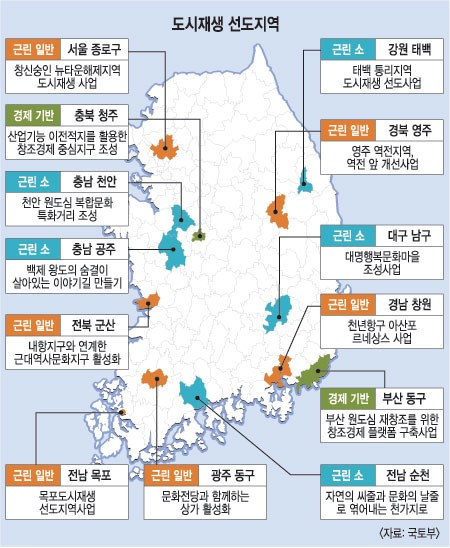 도시재생 선도지역
근린 일반 서울 종로구
창신숭인 뉴타운해제지역
도시재생 사업
경제 기반 충북 청주
산업기능 이전적지를 활용한
창조경제 중심지구 조성
근린 소 충남 천안
천안 원도심 복합문화
특화거리 조성
근린 소 충남 공주
백제 왕도의 숨결이
살아있는 이야기길 만들기
근린 일반 전북 군산
내항지구와 연계한
근대역사문화지구 활성화
근린 일반 전남 목포
목포도시재생
선도지역사업
근린 일반 광주 동구
문화전당과 함께하는
상가 활성화
근린 소 강원 태백
태백 통리지역
도시재생 선도사업
근린 일반 경북 영주
영주 역전지역,
역전 앞 개선사업
근린 소 대구 남구
대명행복문화마을
조성사업
근린 일반 경남 창원
천년항구 아산포
르네상스 사업
경제 기반 부산 동구
부산 원도심 재창조를 위한
창조경제 플랫폼 구축사업
근린 소 전남 순천
자연의 씨줄과 문화의 날줄
로 엮어내는 천가지로
<자료: 국토부>